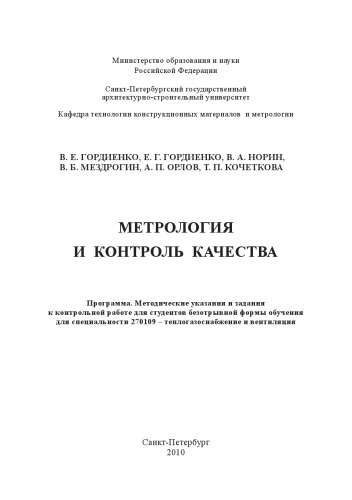 Министерство образования и науки
Российской Федерации
Санкт-Петербургский государственный
архитектурно-строительный университет
Кафедра технологии конструкционных материалов и метрологии
В. Е. ГОРДИЕНКО, Е. Г. ГОРДИЕНКО, В. А. НОРИН,
В. Б. МЕЗДРОГИН, А. П. ОРЛОВ, Т. П. КОЧЕТКОВА
МЕТРОЛОГИЯ
И КОНТРОЛЬ КАЧЕСТВА
Программа. Методические указания и задания
к контрольной работе для студентов безотрывной формы обучения
для специальности 270109 – теплогазоснабжение и вентиляция
Санкт-Петербург
2010